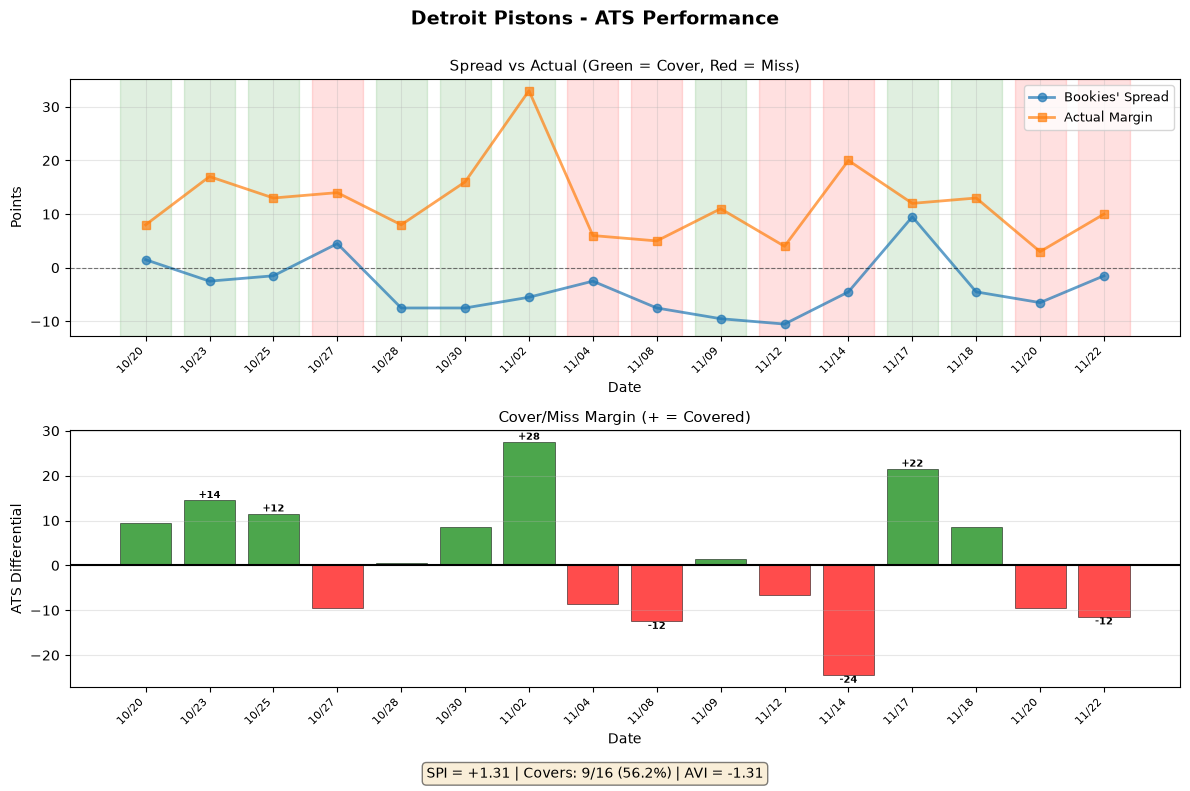 Detroit Pistons - ATS Performance
Spread vs Actual (Green = Cover, Red = Miss)
Points
30
20
10
0
−10
Bookies' Spread
Actual Margin
10/20 10/23 10/25 10/27 10/28 10/30 11/02 11/04 11/08 11/09 11/12 11/14 11/17 11/18 11/20 11/22
Date
Cover/Miss Margin (+ = Covered)
ATS Differential
30
20
10
0
−10
−20
+14 +12 +28 -12 -24 +22 -12
10/20 10/23 10/25 10/27 10/28 10/30 11/02 11/04 11/08 11/09 11/12 11/14 11/17 11/18 11/20 11/22
Date
SPI = +1.31 | Covers: 9/16 (56.2%) | AVI = -1.31